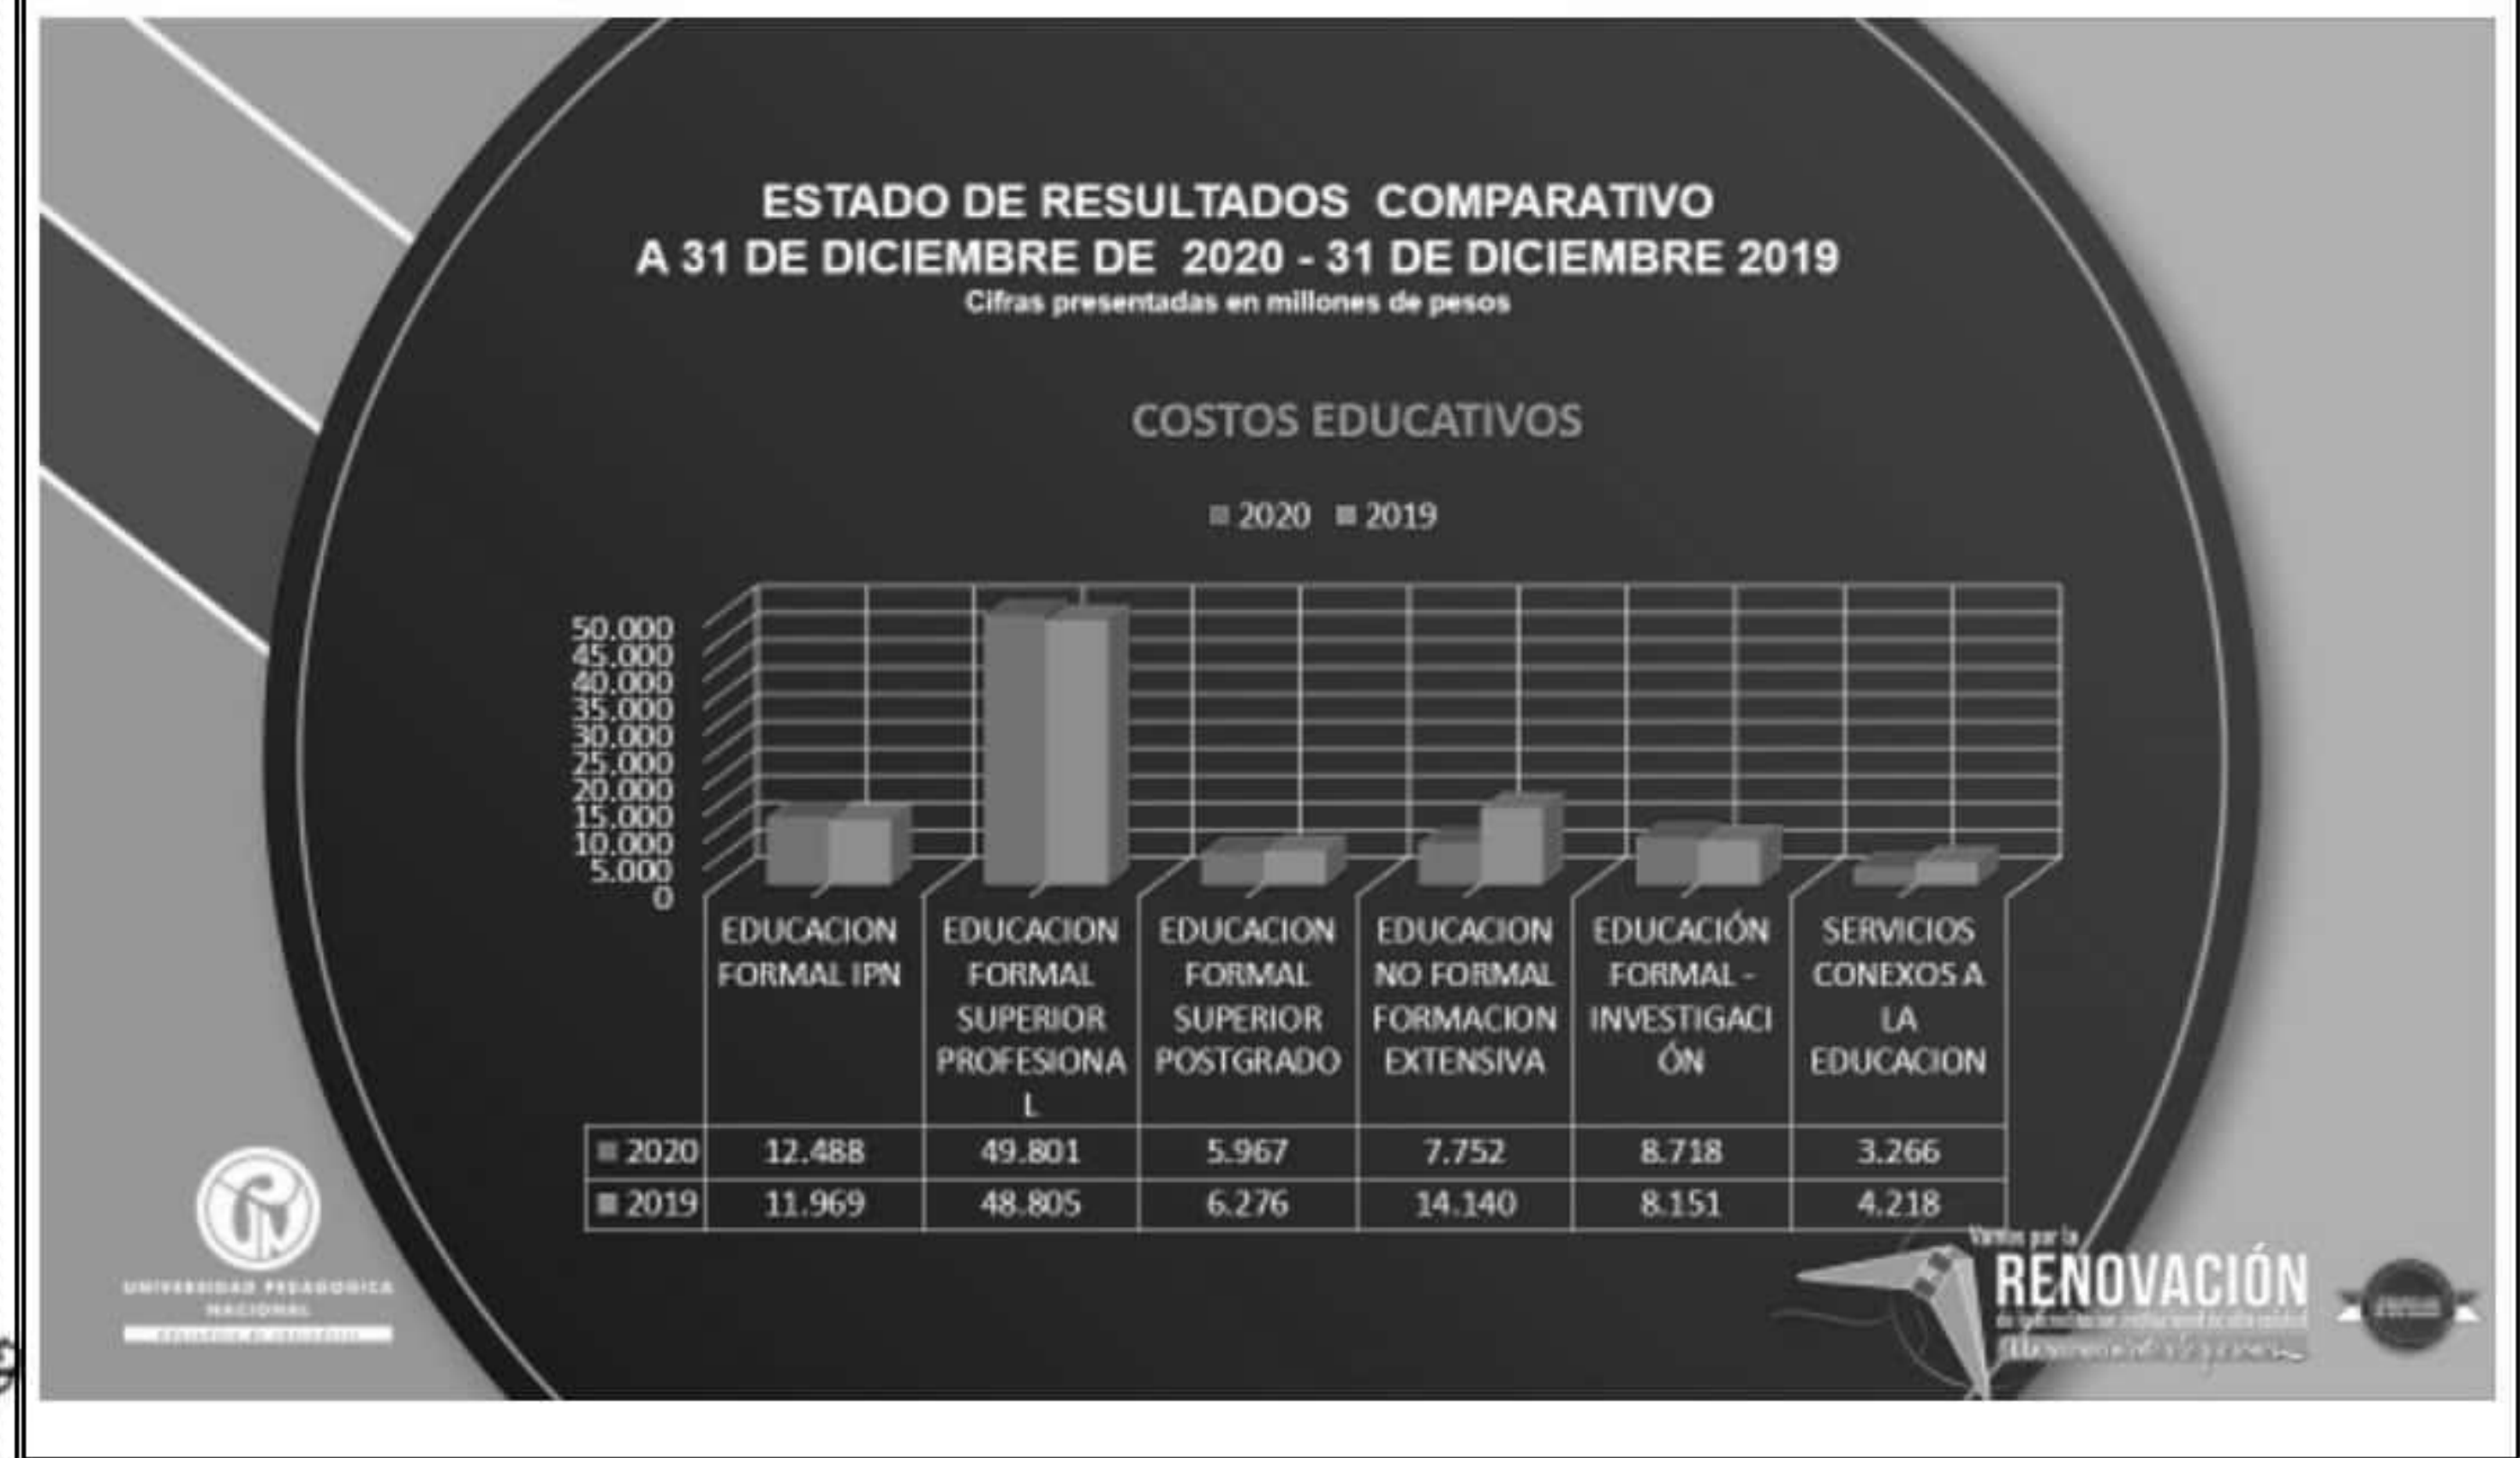 ESTADO DE RESULTADOS COMPARATIVO
A 31 DE DICIEMBRE DE 2020 - 31 DE DICIEMBRE 2019
Cifras presentadas en millones de pesos
COSTOS EDUCATIVOS
2020 2019
50.000
45.000
40.000
35.000
30.000
25.000
20.000
15.000
10.000
5.000
0
EDUCACION
FORMAL IPN
EDUCACION
FORMAL
SUPERIOR
PROFESIONA
L
EDUCACION
FORMAL
SUPERIOR
POSTGRADO
EDUCACION
NO FORMAL
FORMACION
EXTENSIVA
EDUCACIÓN
FORMAL -
INVESTIGACI
ÓN
SERVICIOS
CONEXOS A
LA
EDUCACION
2020 12.488 49.801 5.967 7.752 8.718 3.266
2019 11.969 48.805 6.276 14.140 8.151 4.218
UNIVERSIDAD PEDAGOGICA
NACIONAL
Vamos por la
RENOVACIÓN